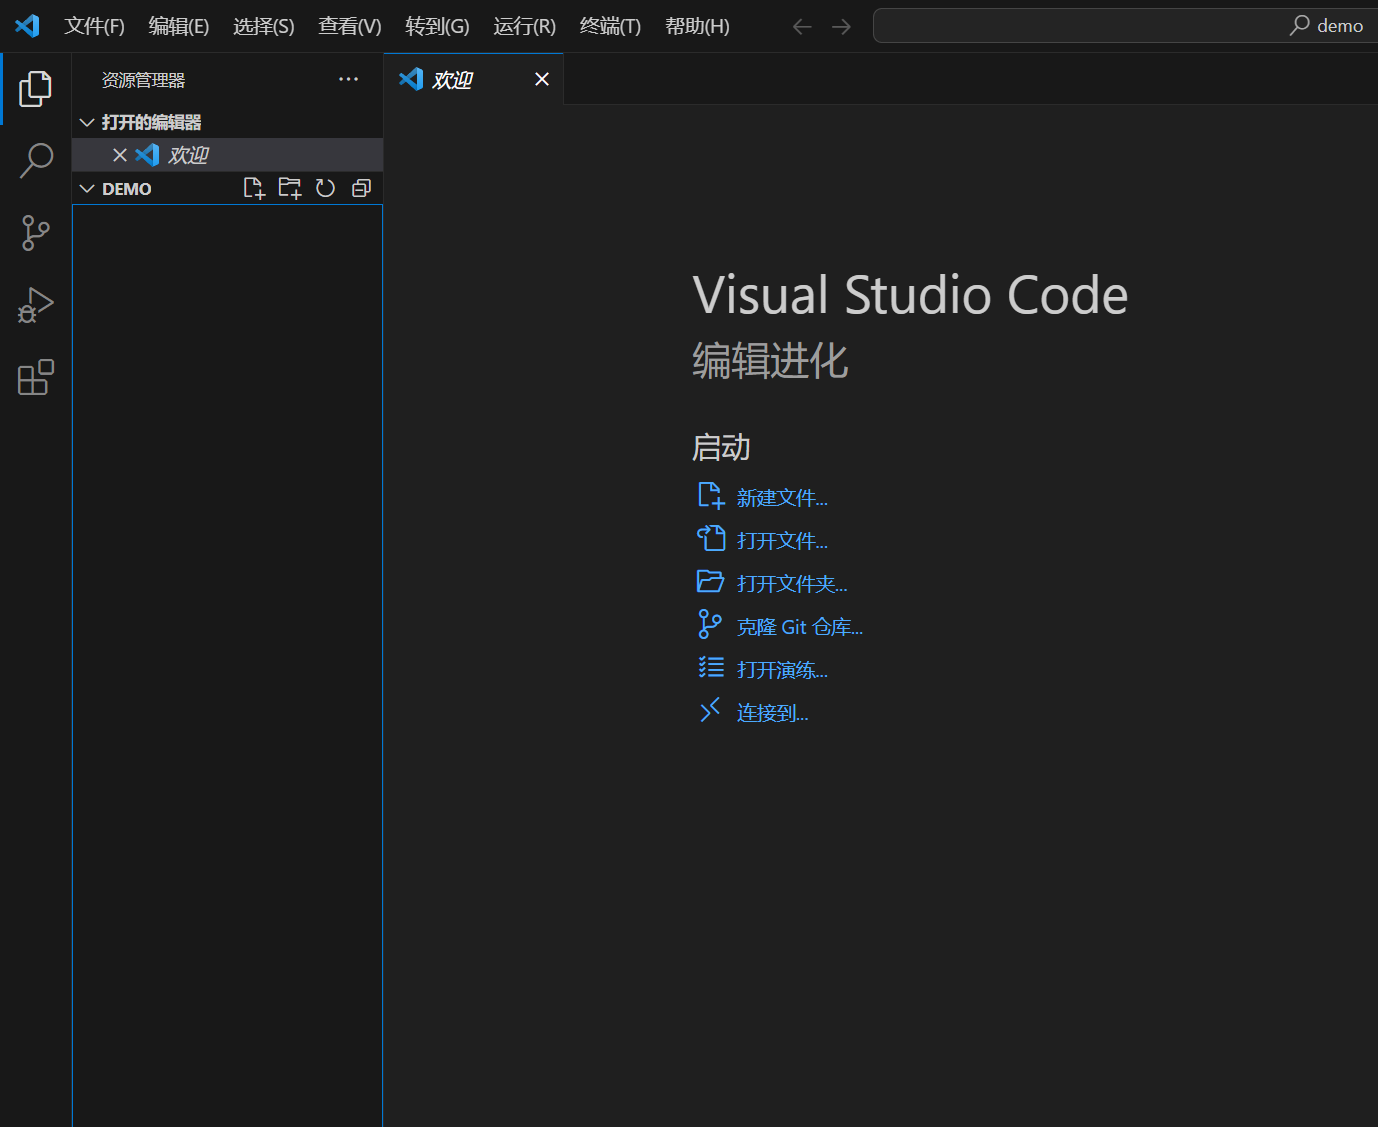 文件(F) 编辑(E) 选择(S) 查看(V) 转到(G) 运行(R) 终端(T) 帮助(H) demo
资源管理器
打开的编辑器
欢迎
DEMO
欢迎
Visual Studio Code
编辑进化
启动
新建文件...
打开文件...
打开文件夹...
克隆 Git 仓库...
打开演练...
连接到...